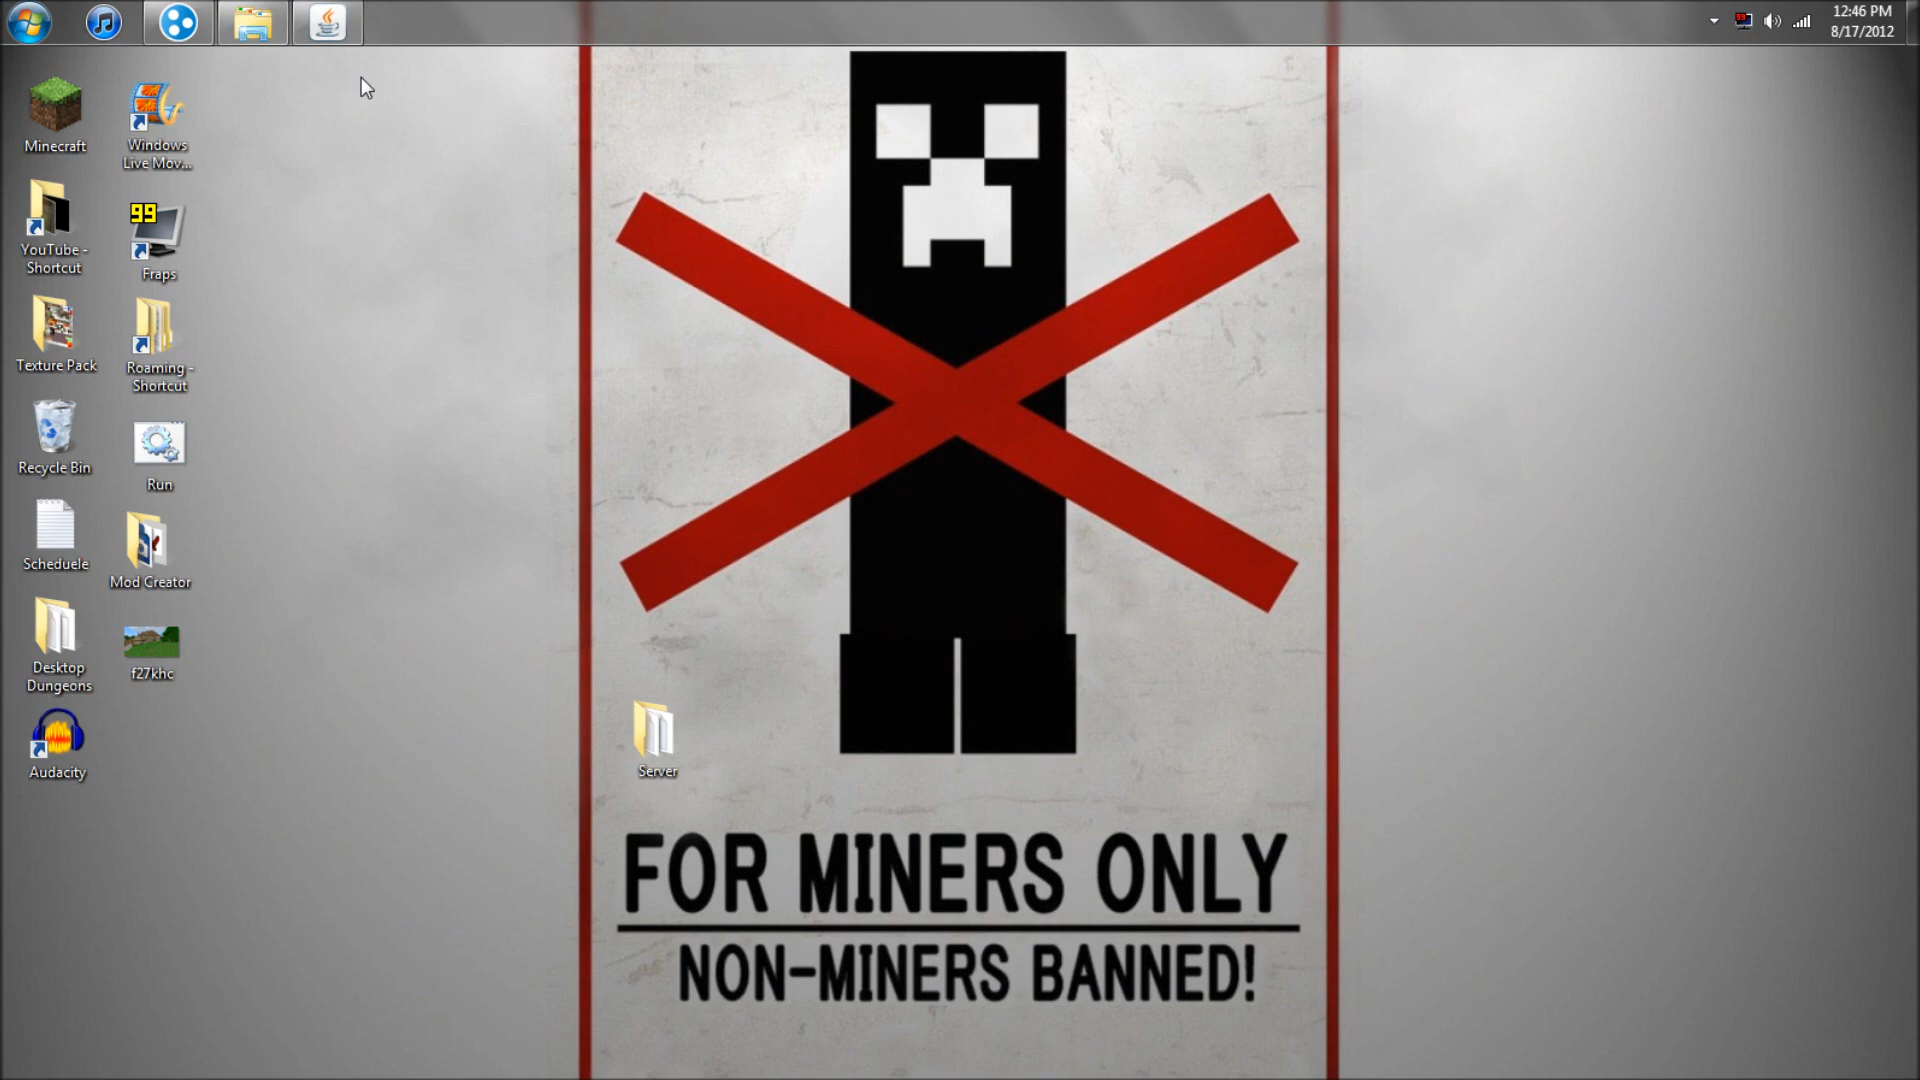 12:46 PM
8/17/2012
Minecraft
Windows
Live Mov...
YouTube -
Shortcut
99
Fraps
Texture Pack
Roaming -
Shortcut
Recycle Bin
Run
Scheduele
Mod Creator
Desktop
Dungeons
f27khc
Audacity
Server
FOR MINERS ONLY
NON-MINERS BANNED!